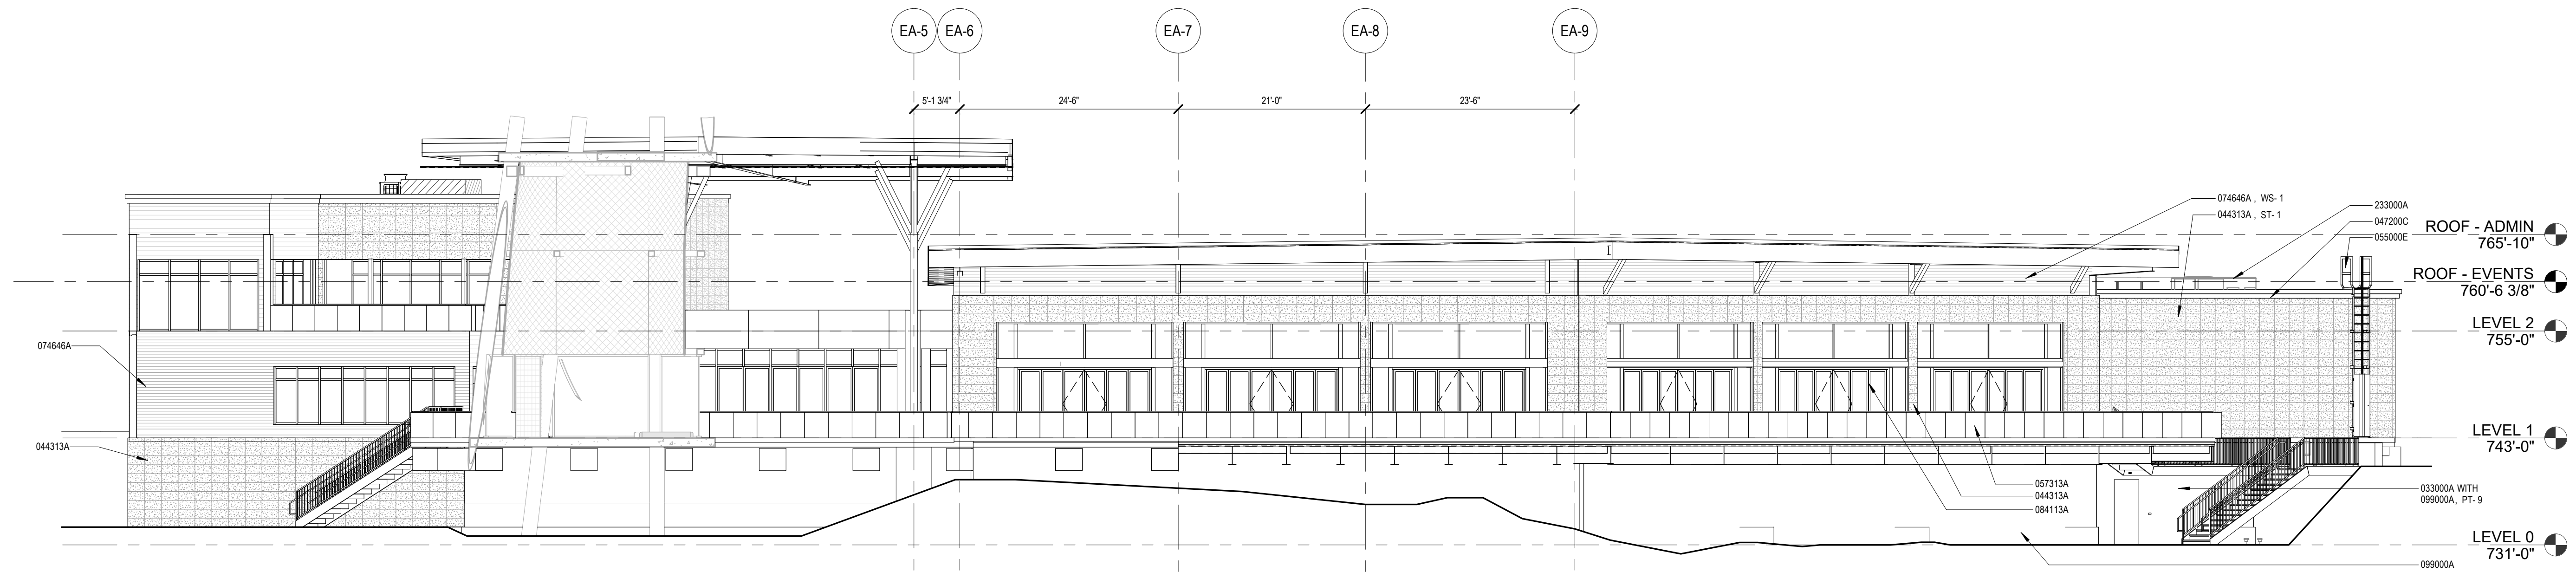 EA-5
EA-6
EA-7
EA-8
EA-9
5'-1 3/4"
24'-6"
21'-0"
23'-6"
074646A , WS- 1
044313A , ST- 1
233000A
047200C
055000E
ROOF - ADMIN
765'-10"
ROOF - EVENTS
760'-6 3/8"
LEVEL 2
755'-0"
074646A
044313A
LEVEL 1
743'-0"
057313A
044313A
084113A
033000A WITH
099000A, PT- 9
LEVEL 0
731'-0"
099000A